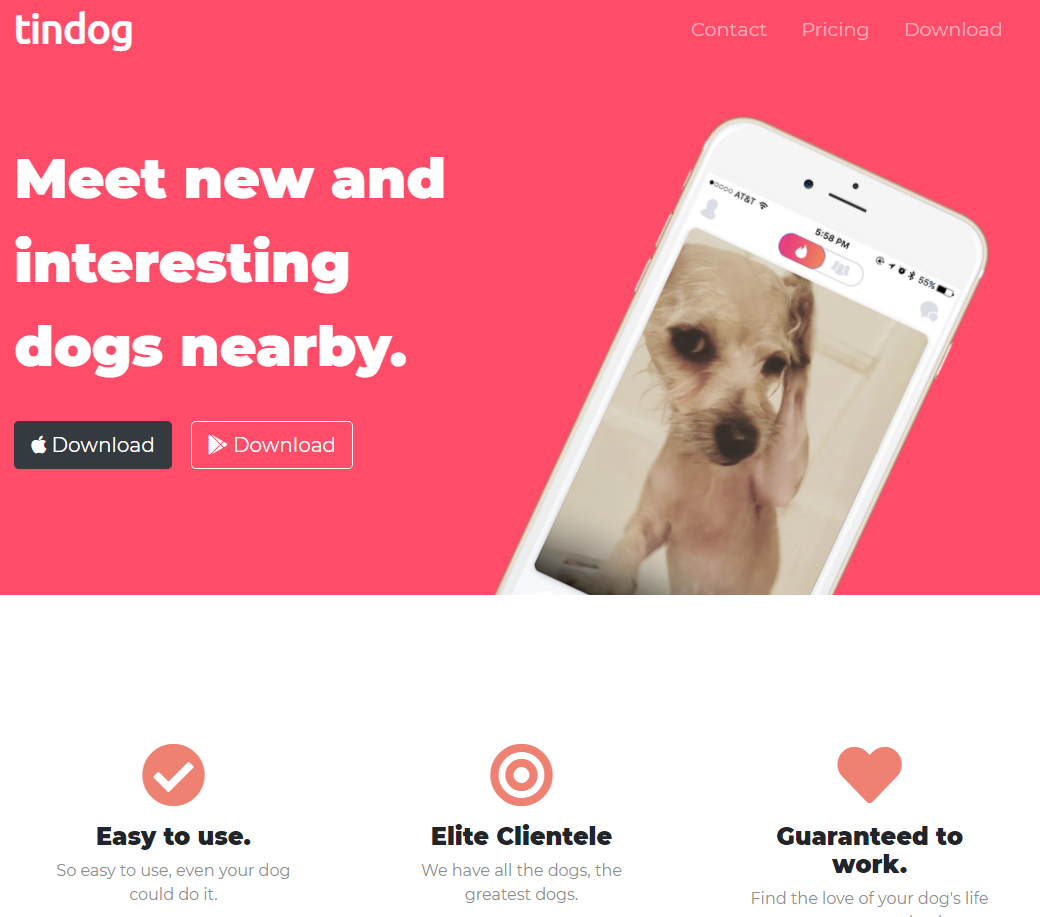 tindog
Contact Pricing Download
Meet new and
interesting
dogs nearby.
Download Download
AT&T
5:58 PM
55%
Easy to use.
So easy to use, even your dog
could do it.
Elite Clientele
We have all the dogs, the
greatest dogs.
Guaranteed to
work.
Find the love of your dog's life